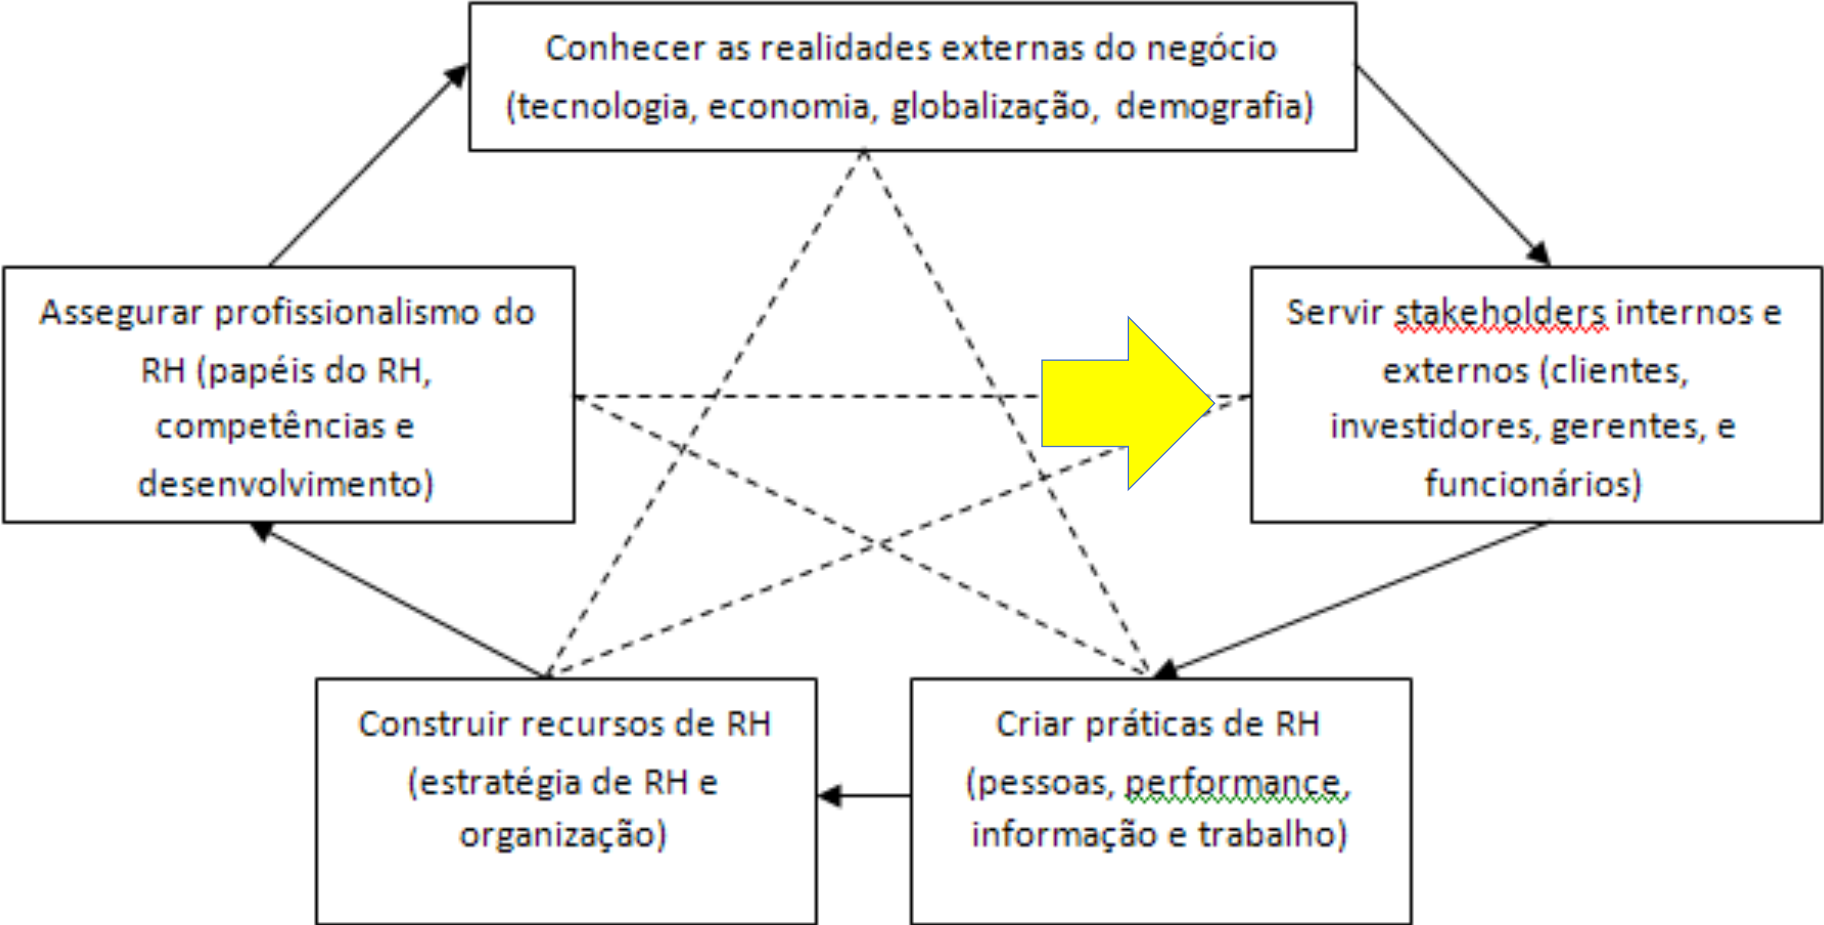 Conhecer as realidades externas do negócio
(tecnologia, economia, globalização, demografia)
Assegurar profissionalismo do
RH (papéis do RH,
competências e
desenvolvimento)
Servir stakeholders internos e
externos (clientes,
investidores, gerentes, e
funcionários)
Construir recursos de RH
(estratégia de RH e
organização)
Criar práticas de RH
(pessoas, performance,
informação e trabalho)